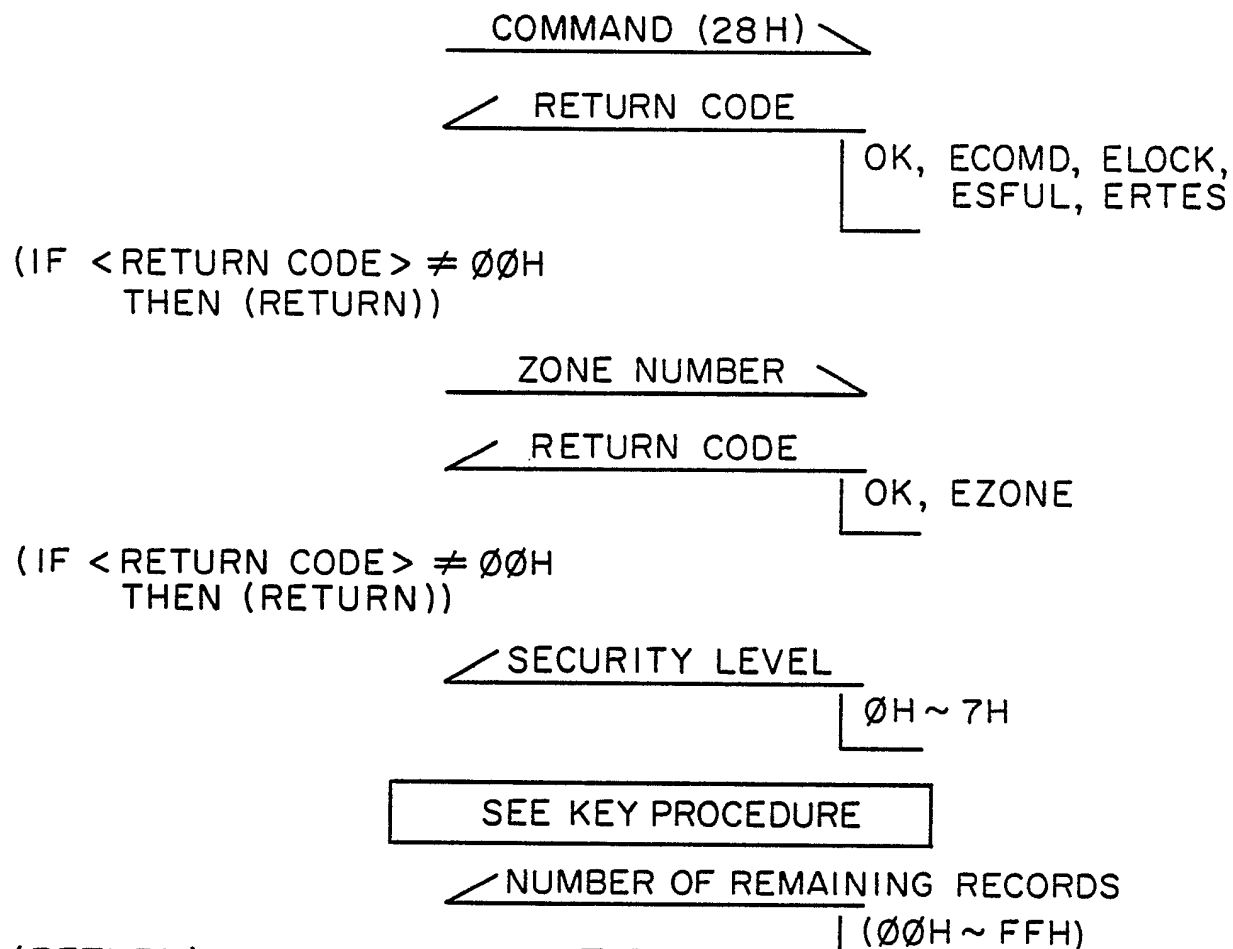 COMMAND (28H)
RETURN CODE
OK, ECOMD, ELOCK,
ESFUL, ERTES
(IF <RETURN CODE> ≠ ØØH
THEN (RETURN))
ZONE NUMBER
RETURN CODE
OK, EZONE
(IF <RETURN CODE> ≠ ØØH
THEN (RETURN))
SECURITY LEVEL
ØH ~ 7H
SEE KEY PROCEDURE
NUMBER OF REMAINING RECORDS
(ØØH ~ FFH)